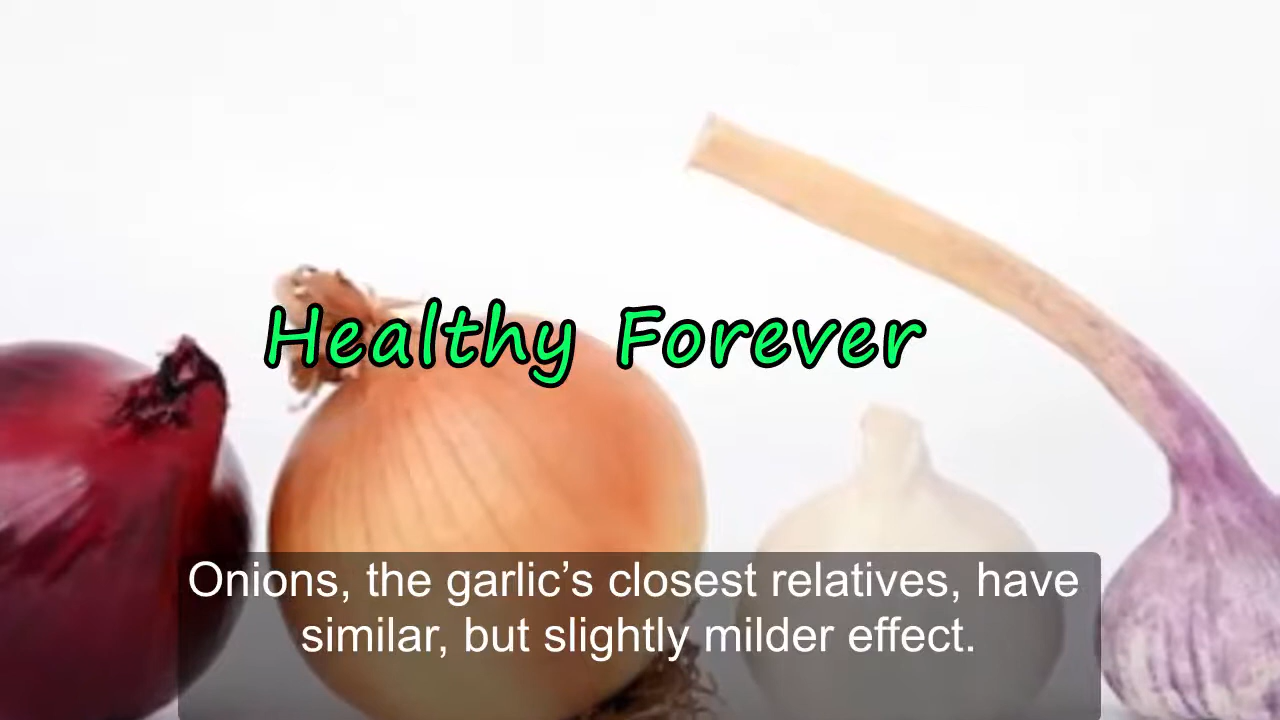 Healthy Forever
Onions, the garlic’s closest relatives, have
similar, but slightly milder effect.